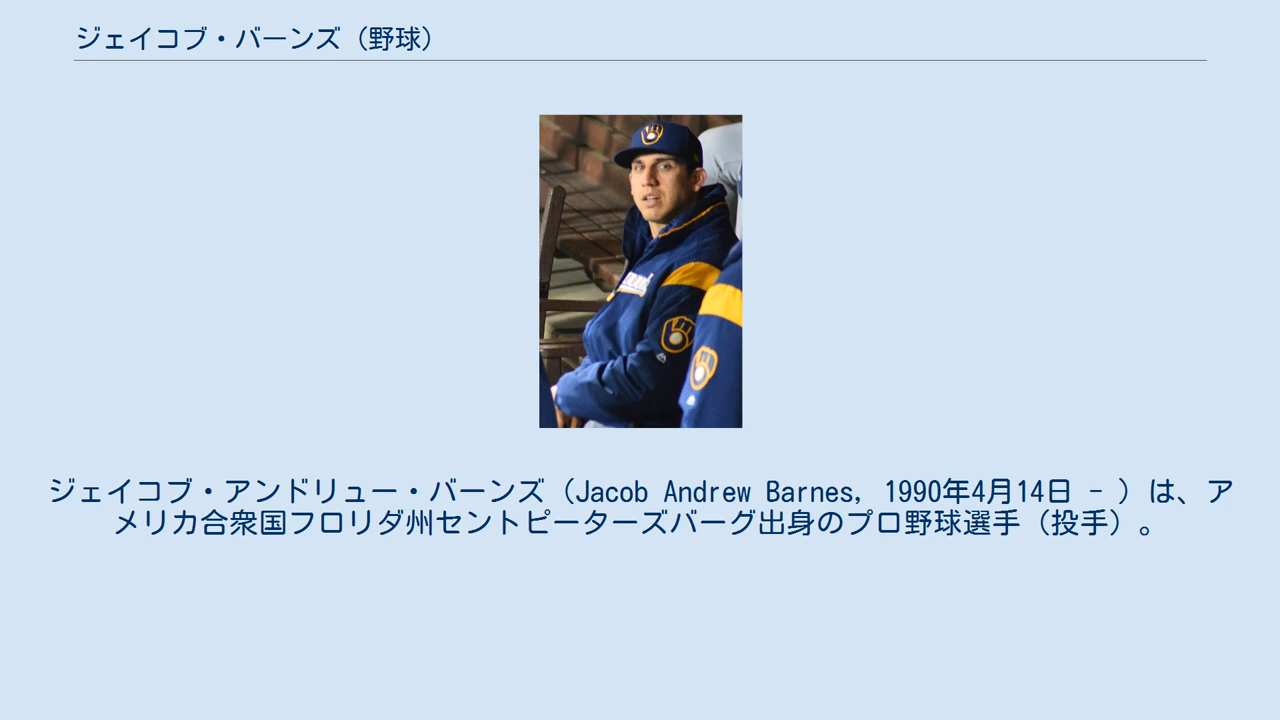 ジェイコブ・バーンズ（野球）
ジェイコブ・アンドリュー・バーンズ（Jacob Andrew Barnes, 1990年4月14日 - ）は、ア
メリカ合衆国フロリダ州セントピーターズバーグ出身のプロ野球選手（投手）。